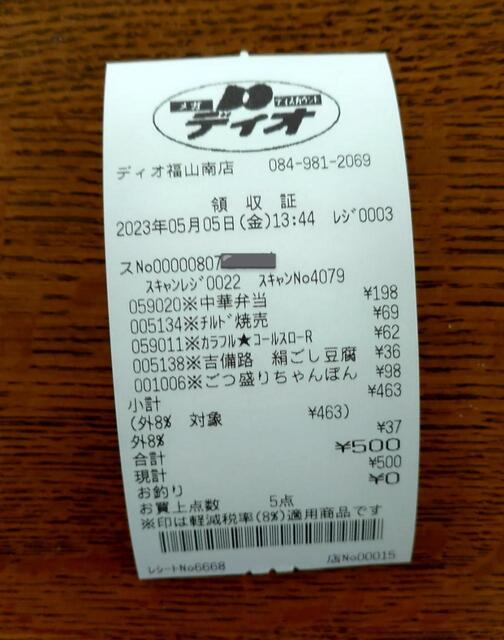 メガ ディスカウント
ディオ
ディオ福山南店 084-981-2069
領収証
2023年05月05日(金)13:44 ﾚｼﾞ0003
スNo00000807
ｽｷｬﾝﾚｼﾞ0022 ｽｷｬﾝNo4079
059020※中華弁当 ¥198
005134※ﾁﾙﾄﾞ焼売 ¥69
059011※ｶﾗﾌﾙ★ｺｰﾙｽﾛｰR ¥62
005138※吉備路 絹ごし豆腐 ¥36
001006※ごつ盛りちゃんぽん ¥98
小計 ¥463
(外8% 対象 ¥463)
外8% ¥37
合計 ¥500
現計 ¥500
お釣り ¥0
お買上点数 5点
※印は軽減税率(8%)適用商品です
ﾚｼｰﾄNo6668 店No00015